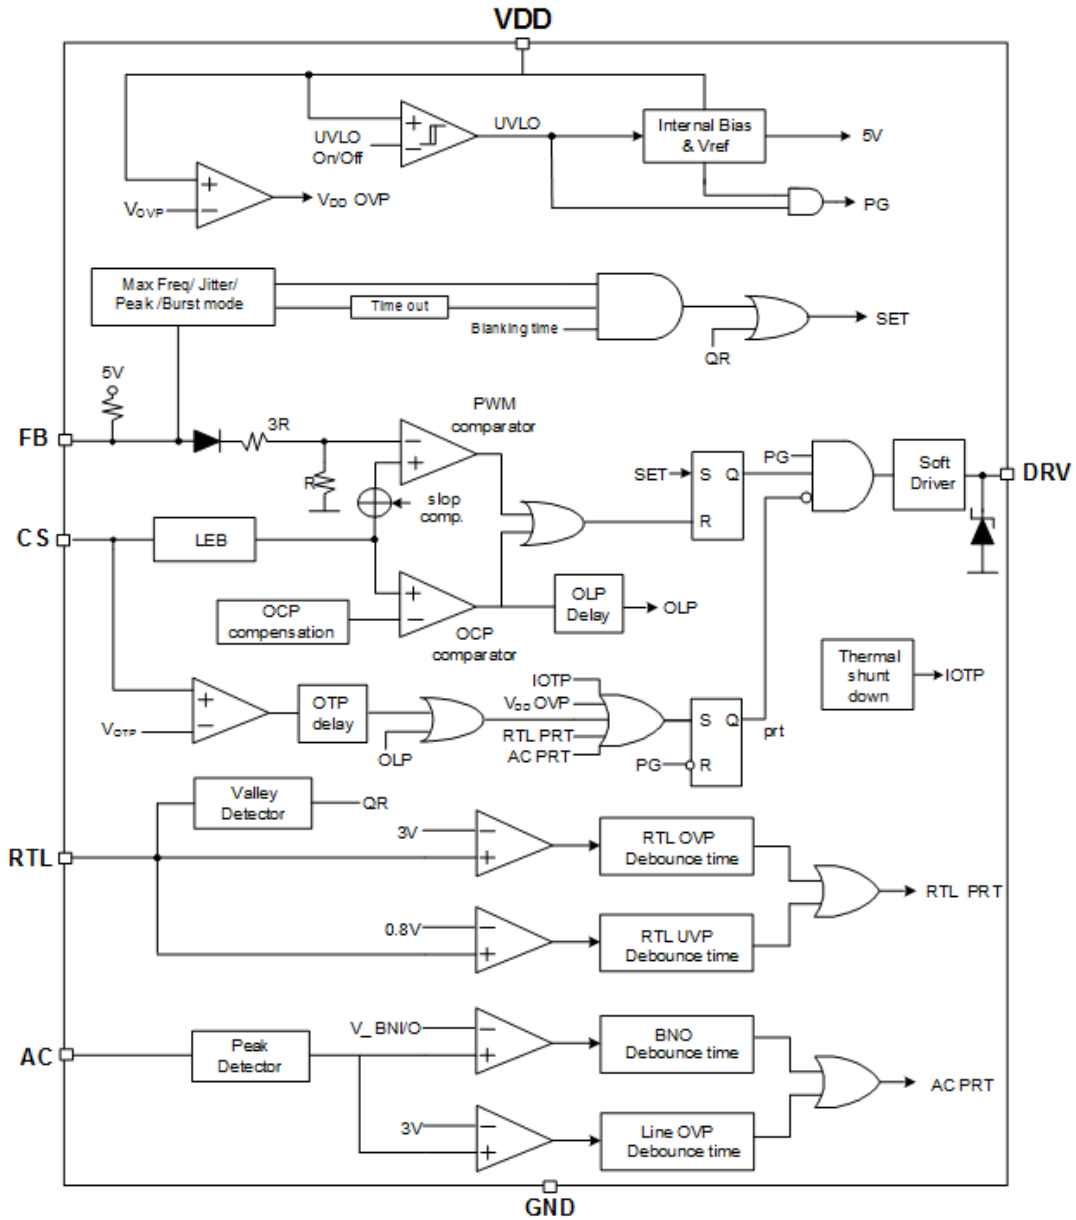 VDD
UVLO
On/Off
+
−
UVLO
Internal Bias
& Vref
5V
VOVP
+
−
VDD OVP
PG
Max Freq/ Jitter/
Peak /Burst mode
Time out
Blanking time
QR
SET
5V
FB
3R
R
PWM
comparator
−
+
slop
comp.
CS
LEB
OCP
compensation
+
−
OCP
comparator
OLP
Delay
OLP
SET
S Q
R
PG
Soft
Driver
DRV
Thermal
shunt
down
IOTP
VOTP
+
−
OTP
delay
OLP
IOTP
VDD OVP
RTL PRT
AC PRT
PG
S Q
R
prt
Valley
Detector
QR
RTL
3V
−
+
RTL OVP
Debounce time
RTL PRT
0.8V
−
+
RTL UVP
Debounce time
AC
Peak
Detector
V_BNI/O
−
+
BNO
Debounce time
AC PRT
3V
−
+
Line OVP
Debounce time
GND